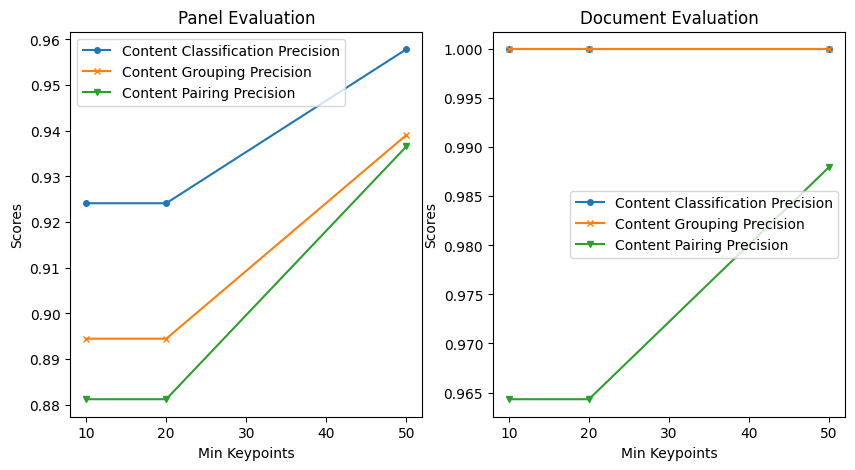 Panel Evaluation
Content Classification Precision
Content Grouping Precision
Content Pairing Precision
0.96
0.95
0.94
0.93
0.92
0.91
0.90
0.89
0.88
Scores
10 20 30 40 50
Min Keypoints
Document Evaluation
1.000
0.995
0.990
0.985
0.980
0.975
0.970
0.965
Scores
Content Classification Precision
Content Grouping Precision
Content Pairing Precision
10 20 30 40 50
Min Keypoints